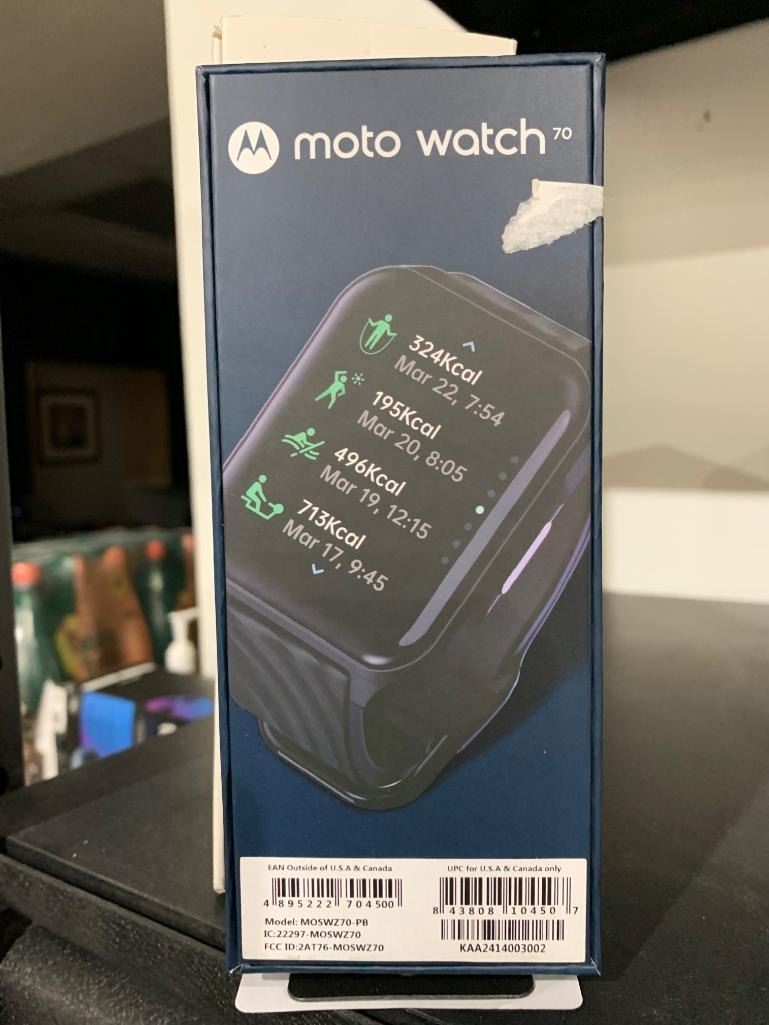 moto watch 70
324Kcal
Mar 22, 7:54
195Kcal
Mar 20, 8:05
496Kcal
Mar 19, 12:15
713Kcal
Mar 17, 9:45
EAN Outside of U.S.A & Canada
4 895222 704500
Model: MOSWZ70-PB
IC:22297-MOSWZ70
FCC ID:2AT76-MOSWZ70
UPC for U.S.A & Canada only
8 43808 10450 7
KAA2414003002